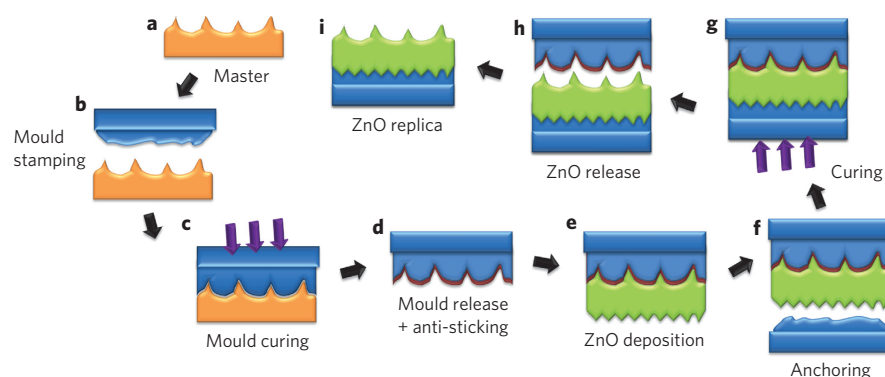 a
Master
b
Mould
stamping
c
Mould curing
d
Mould release
+ anti-sticking
e
ZnO deposition
f
Anchoring
g
Curing
h
ZnO release
i
ZnO replica